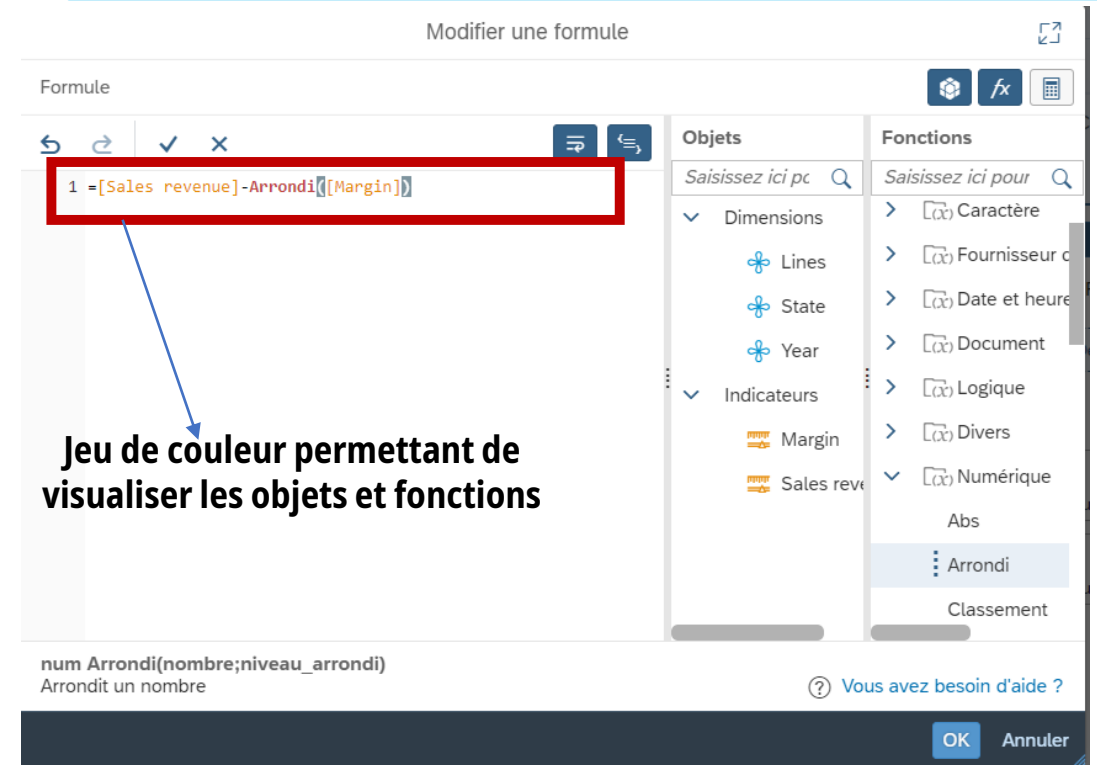 Modifier une formule
Formule
fx
1 =[Sales revenue]-Arrondi([Margin])
Jeu de couleur permettant de
visualiser les objets et fonctions
Objets
Saisissez ici pc
Dimensions
Lines
State
Year
Indicateurs
Margin
Sales reve
Fonctions
Saisissez ici pour
(x) Caractère
(x) Fournisseur d
(x) Date et heure
(x) Document
(x) Logique
(x) Divers
(x) Numérique
Abs
Arrondi
Classement
num Arrondi(nombre;niveau_arrondi)
Arrondit un nombre
? Vous avez besoin d'aide ?
OK Annuler